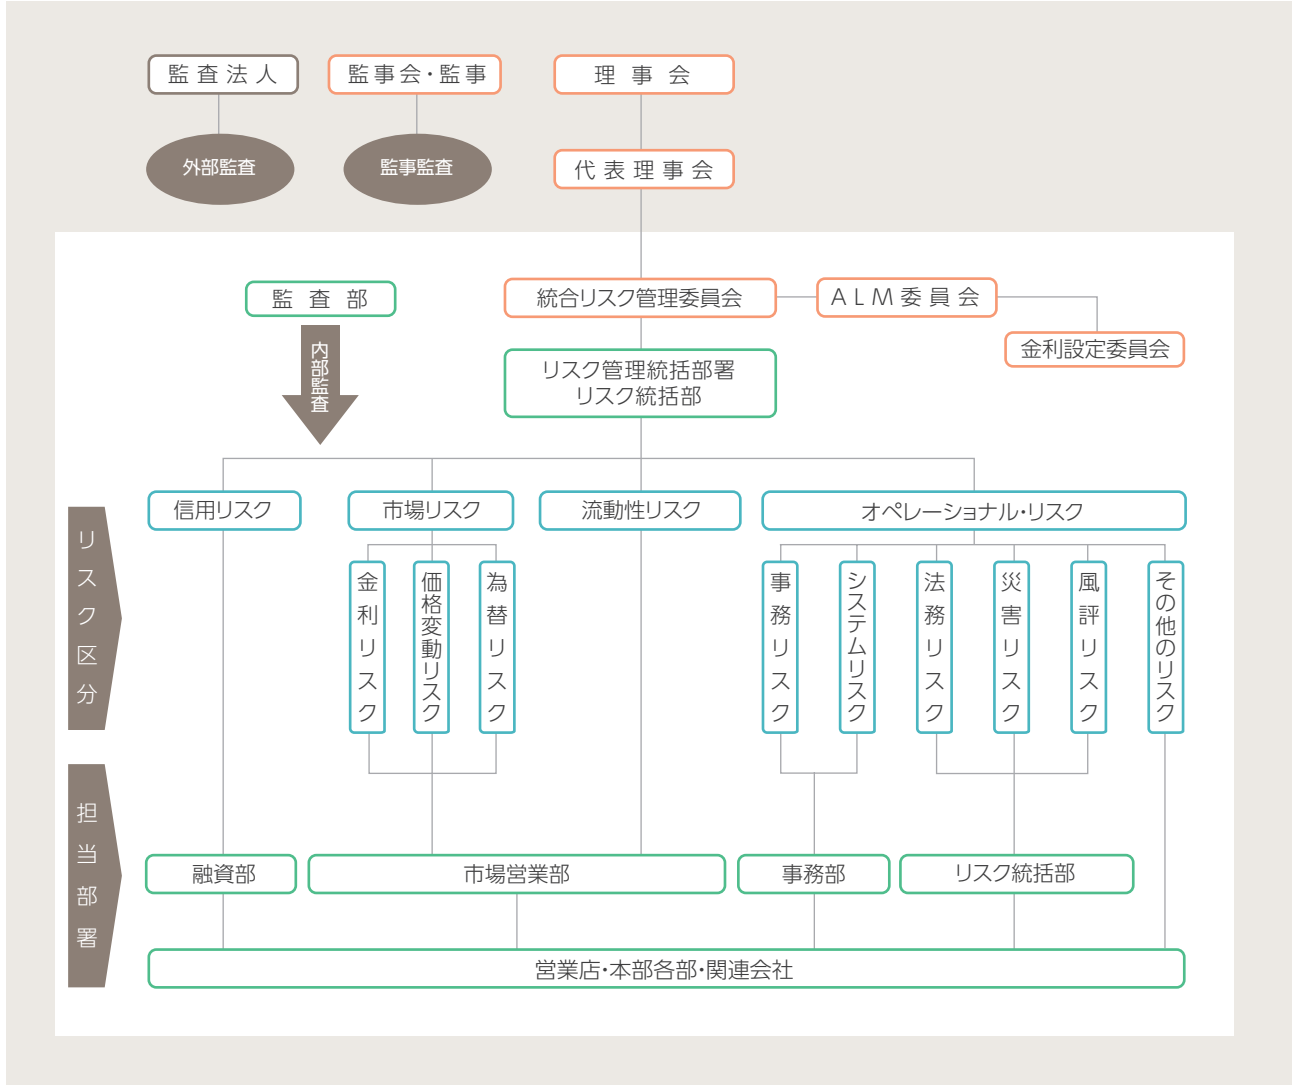 監査法人
監事会・監事
理事会
外部監査
監事監査
代表理事会
監査部
統合リスク管理委員会
ALM委員会
金利設定委員会
内部監査
リスク管理統括部署
リスク統括部
リスク区分
信用リスク
市場リスク
流動性リスク
オペレーショナル・リスク
金利リスク
価格変動リスク
為替リスク
事務リスク
システムリスク
法務リスク
災害リスク
風評リスク
その他のリスク
担当部署
融資部
市場営業部
事務部
リスク統括部
営業店・本部各部・関連会社